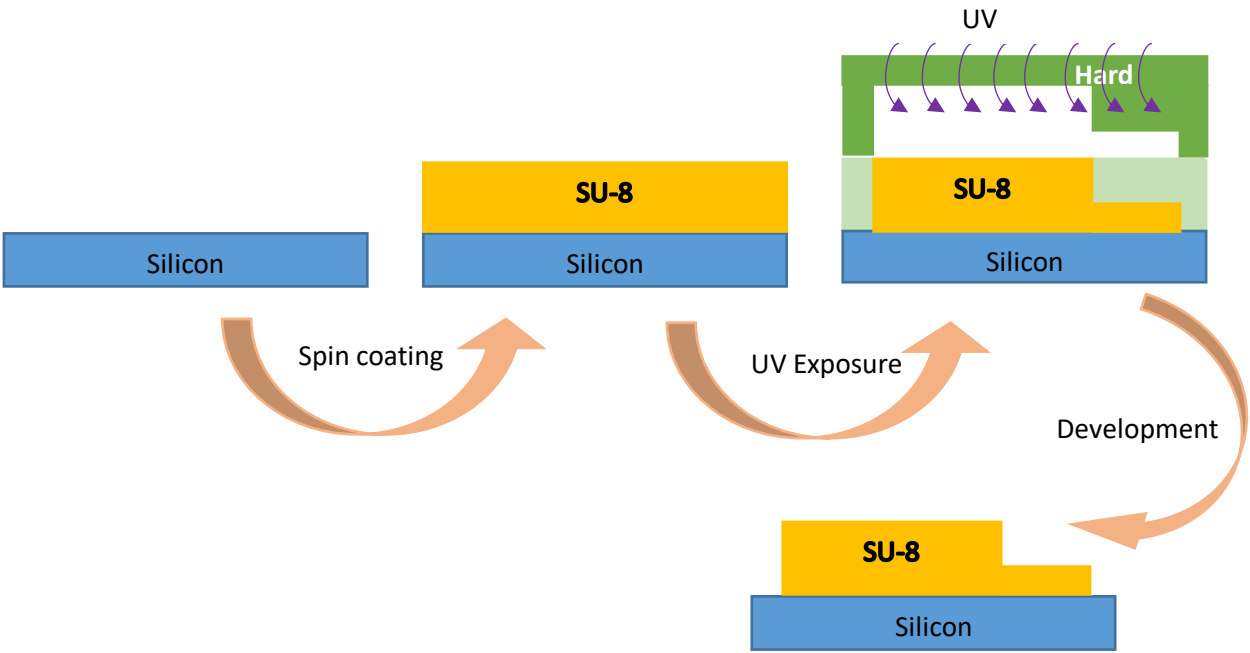 UV
Hard
SU-8
SU-8
Silicon
Silicon
Silicon
Spin coating
UV Exposure
Development
SU-8
Silicon